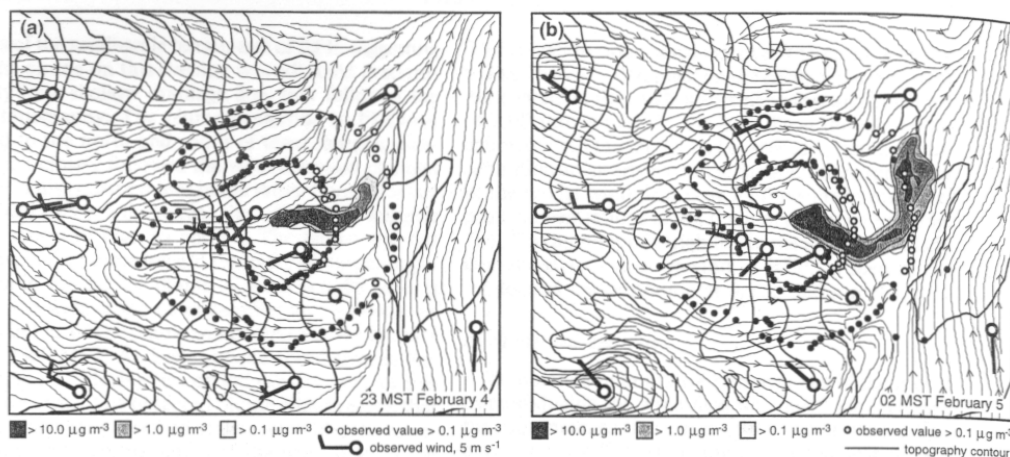 (a)
23 MST February 4
> 10.0 μg m⁻³ > 1.0 μg m⁻³ > 0.1 μg m⁻³ observed value > 0.1 μg m⁻³
observed wind, 5 m s⁻¹
(b)
02 MST February 5
> 10.0 μg m⁻³ > 1.0 μg m⁻³ > 0.1 μg m⁻³ observed value > 0.1 μg m⁻³
topography contour